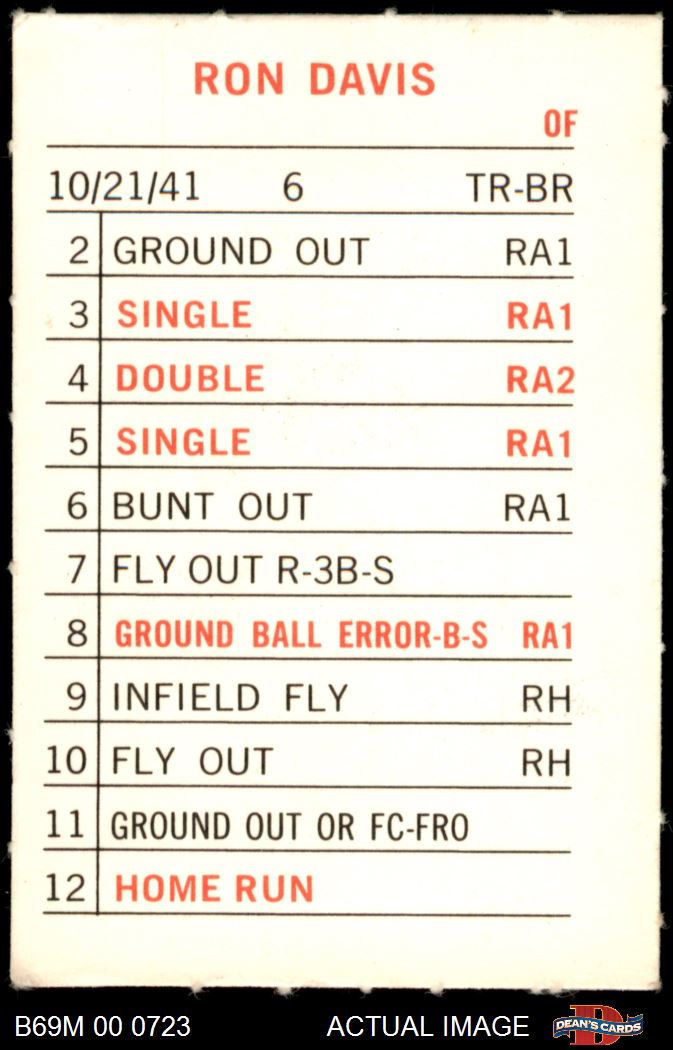 RON DAVIS
OF
10/21/41 6 TR-BR
2 GROUND OUT RA1
3 SINGLE RA1
4 DOUBLE RA2
5 SINGLE RA1
6 BUNT OUT RA1
7 FLY OUT R-3B-S
8 GROUND BALL ERROR-B-S RA1
9 INFIELD FLY RH
10 FLY OUT RH
11 GROUND OUT OR FC-FRO
12 HOME RUN
B69M 00 0723 ACTUAL IMAGE DEAN'S CARDS